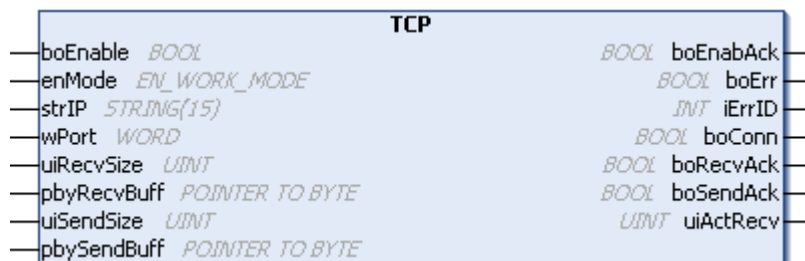 TCP
boEnable BOOL BOOL boEnabAck
enMode EN_WORK_MODE BOOL boErr
strIP STRING(15) INT iErrID
wPort WORD BOOL boConn
uiRecvSize UINT BOOL boRecvAck
pbyRecvBuff POINTER TO BYTE BOOL boSendAck
uiSendSize UINT UINT uiActRecv
pbySendBuff POINTER TO BYTE